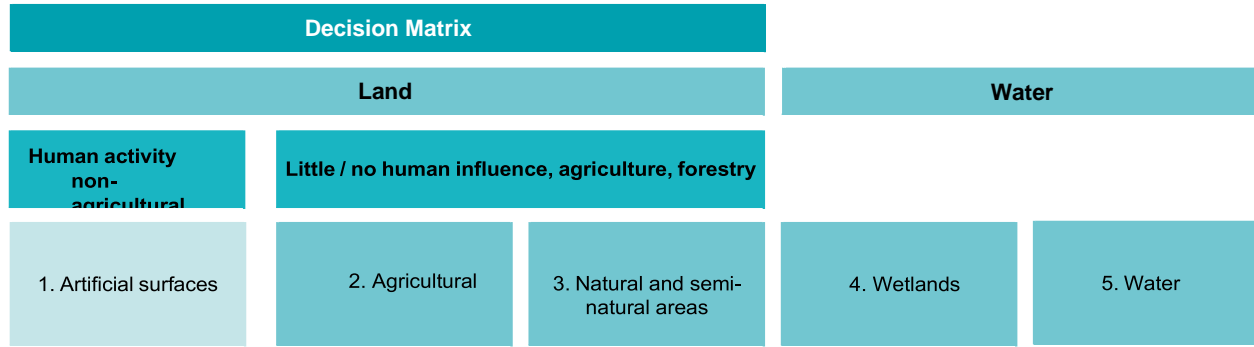 Decision Matrix
Land
Water
Human activity
non-
agricultural
Little / no human influence, agriculture, forestry
1. Artificial surfaces
2. Agricultural
3. Natural and semi-
natural areas
4. Wetlands
5. Water